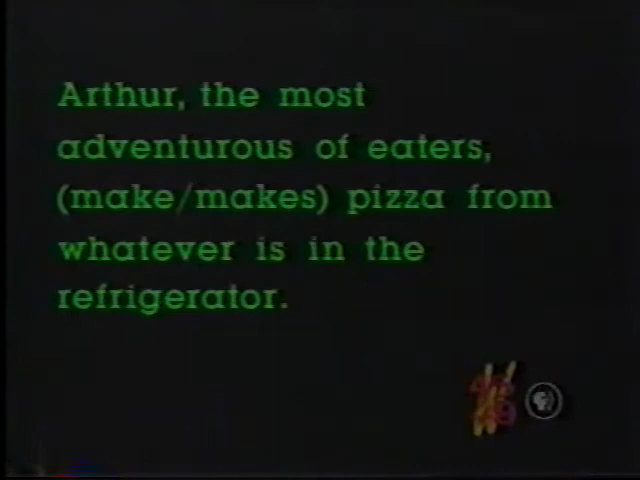 Arthur, the most
adventurous of eaters,
(make/makes) pizza from
whatever is in the
refrigerator.